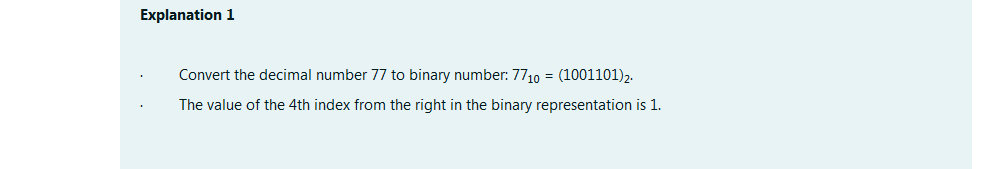 Explanation 1
· Convert the decimal number 77 to binary number: 77₁₀ = (1001101)₂.
· The value of the 4th index from the right in the binary representation is 1.